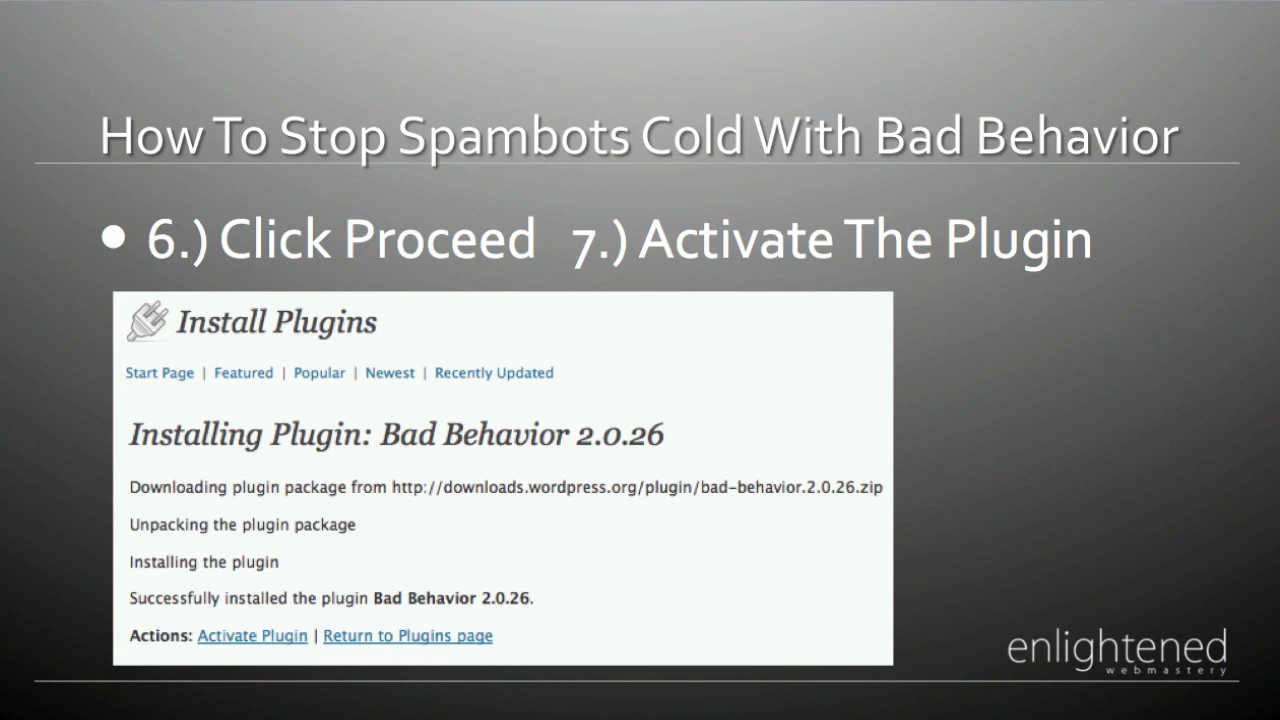 How To Stop Spambots Cold With Bad Behavior
• 6.) Click Proceed 7.) Activate The Plugin
Install Plugins
Start Page | Featured | Popular | Newest | Recently Updated
Installing Plugin: Bad Behavior 2.0.26
Downloading plugin package from http://downloads.wordpress.org/plugin/bad-behavior.2.0.26.zip
Unpacking the plugin package
Installing the plugin
Successfully installed the plugin Bad Behavior 2.0.26.
Actions: Activate Plugin | Return to Plugins page
enlightened
webmastery